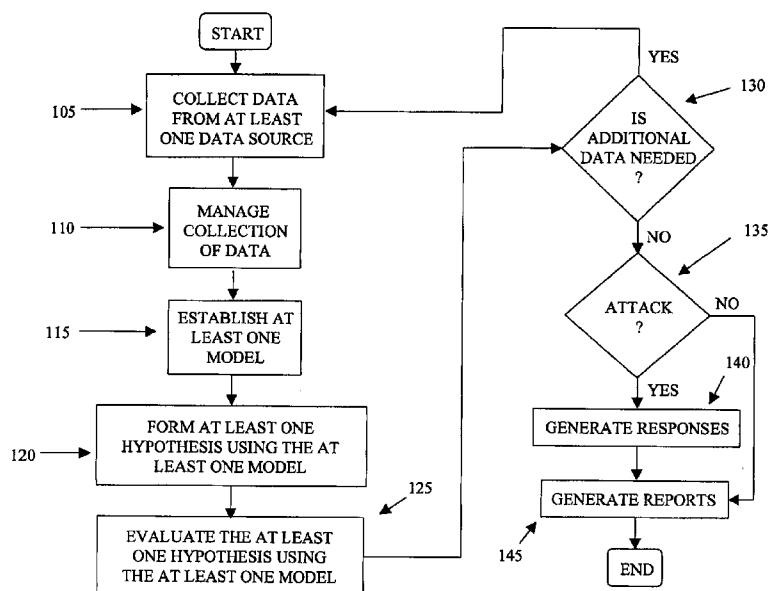 START
105
COLLECT DATA
FROM AT LEAST
ONE DATA SOURCE
110
MANAGE
COLLECTION
OF DATA
115
ESTABLISH AT
LEAST ONE
MODEL
120
FORM AT LEAST ONE
HYPOTHESIS USING THE AT
LEAST ONE MODEL
125
EVALUATE THE AT LEAST
ONE HYPOTHESIS USING
THE AT LEAST ONE MODEL
YES
130
IS
ADDITIONAL
DATA NEEDED
?
NO
135
ATTACK
?
NO
YES
140
GENERATE RESPONSES
GENERATE REPORTS
145
END